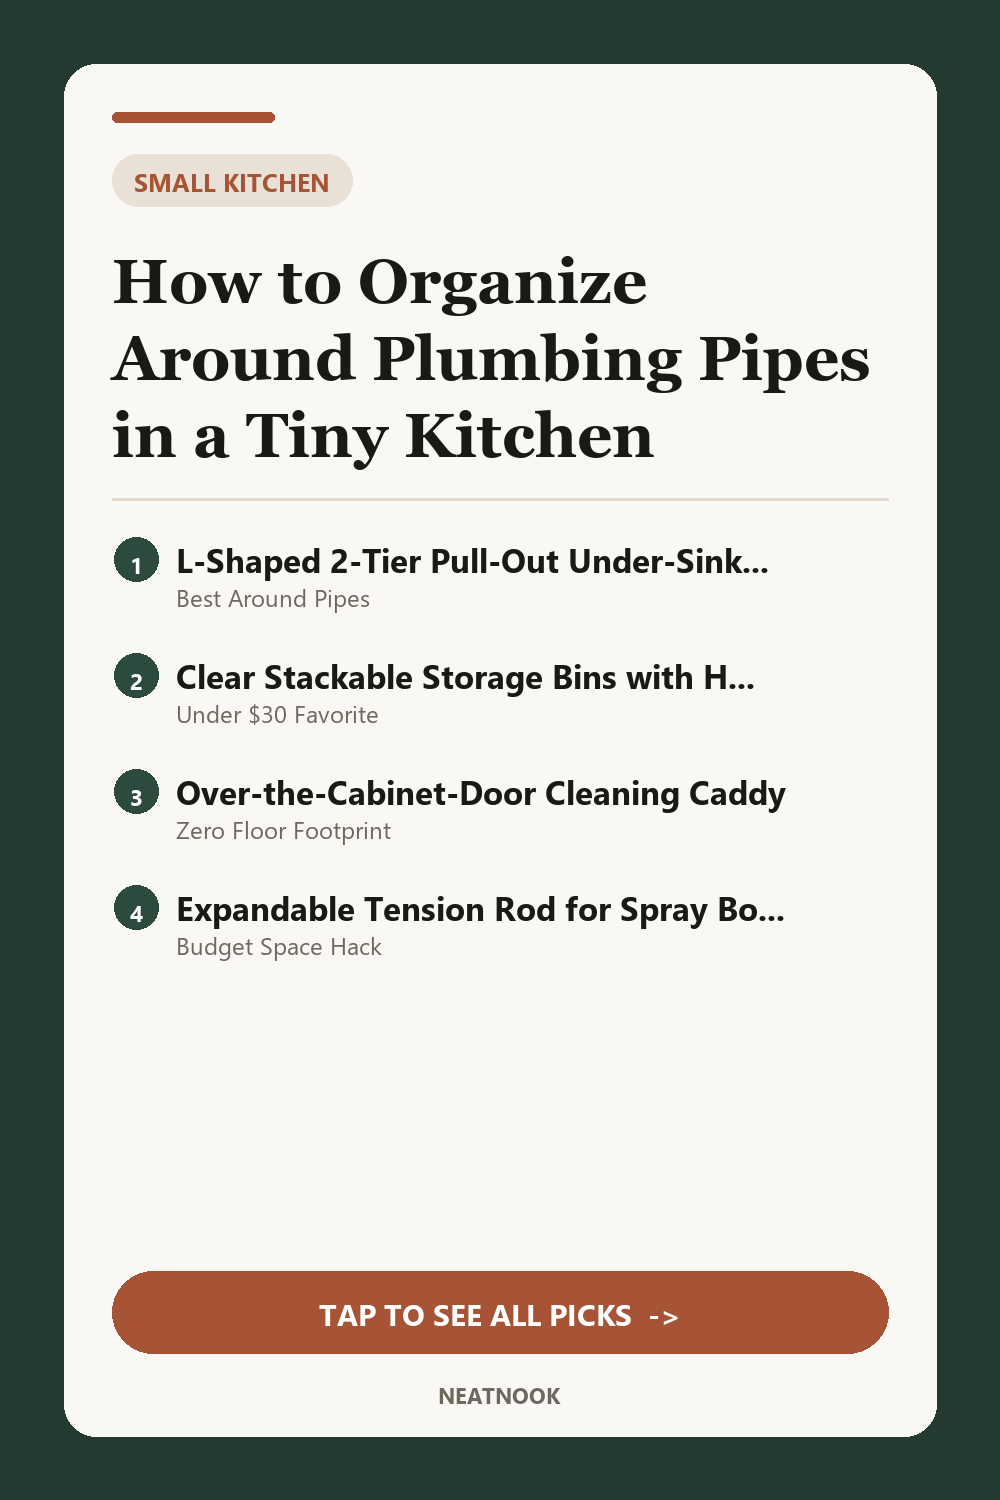 SMALL KITCHEN
How to Organize
Around Plumbing Pipes
in a Tiny Kitchen
1 L-Shaped 2-Tier Pull-Out Under-Sink...
Best Around Pipes
2 Clear Stackable Storage Bins with H...
Under $30 Favorite
3 Over-the-Cabinet-Door Cleaning Caddy
Zero Floor Footprint
4 Expandable Tension Rod for Spray Bo...
Budget Space Hack
TAP TO SEE ALL PICKS ->
NEATNOOK